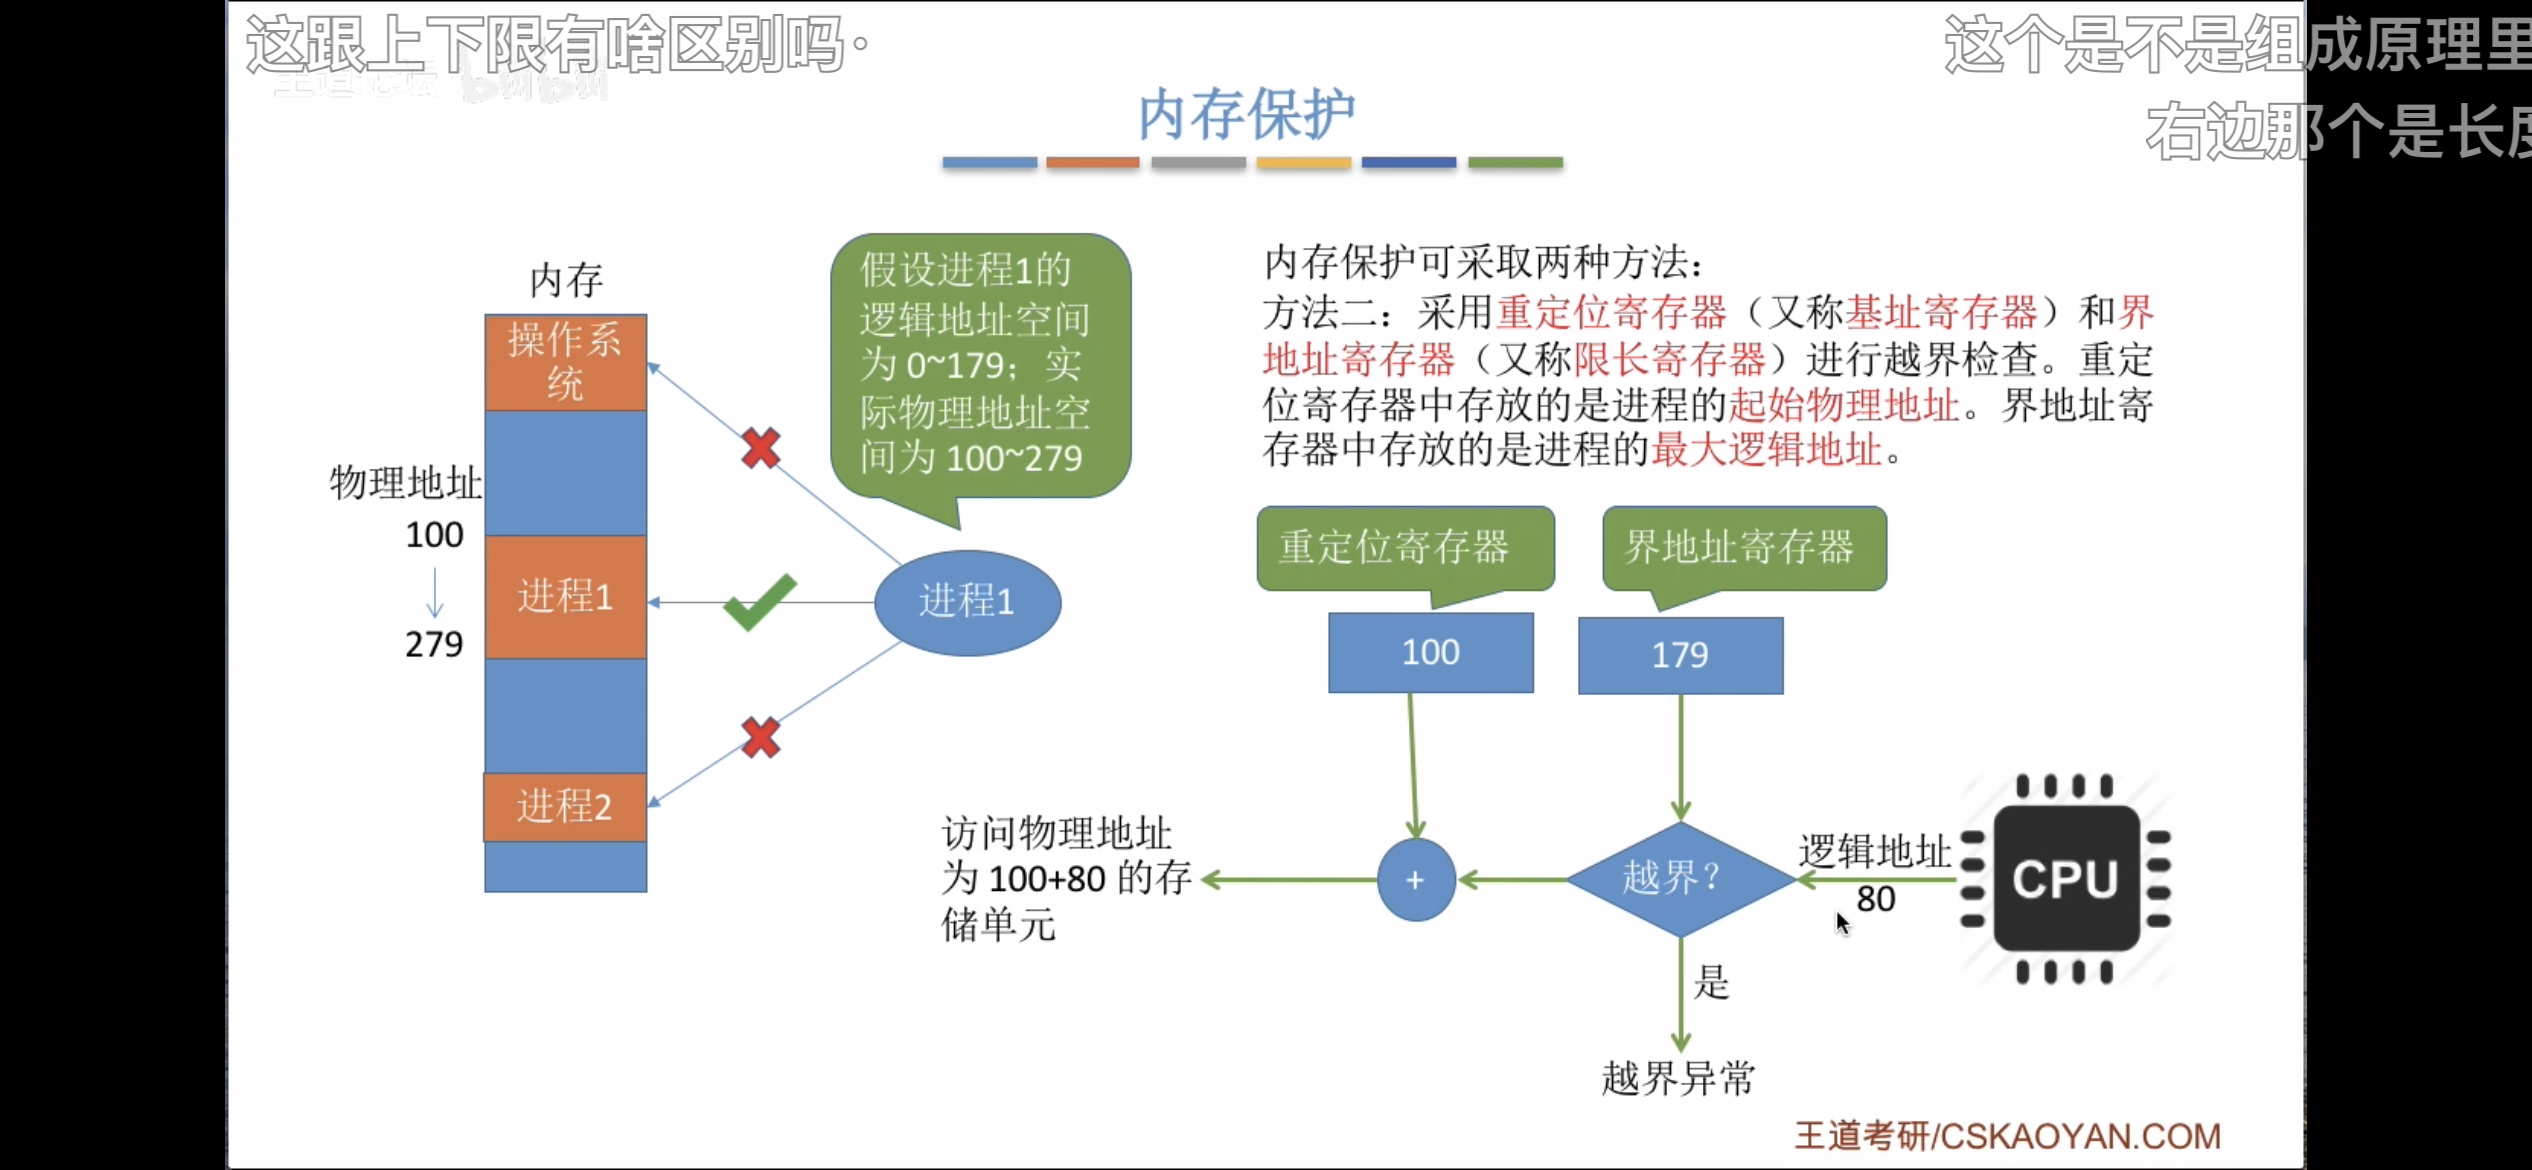 这跟上下限有啥区别吗·
这个是不是组成原理里
王道论坛 bilibili
右边那个是长度
内存保护
内存
操作系
统
物理地址
100
279
进程1
进程2
假设进程1的
逻辑地址空间
为 0~179；实
际物理地址空
间为 100~279
进程1
内存保护可采取两种方法：
方法二：采用重定位寄存器（又称基址寄存器）和界
地址寄存器（又称限长寄存器）进行越界检查。重定
位寄存器中存放的是进程的起始物理地址。界地址寄
存器中存放的是进程的最大逻辑地址。
重定位寄存器
界地址寄存器
100
179
访问物理地址
为 100+80 的存
储单元
+
越界？
逻辑地址
80
CPU
是
越界异常
王道考研/CSKAOYAN.COM